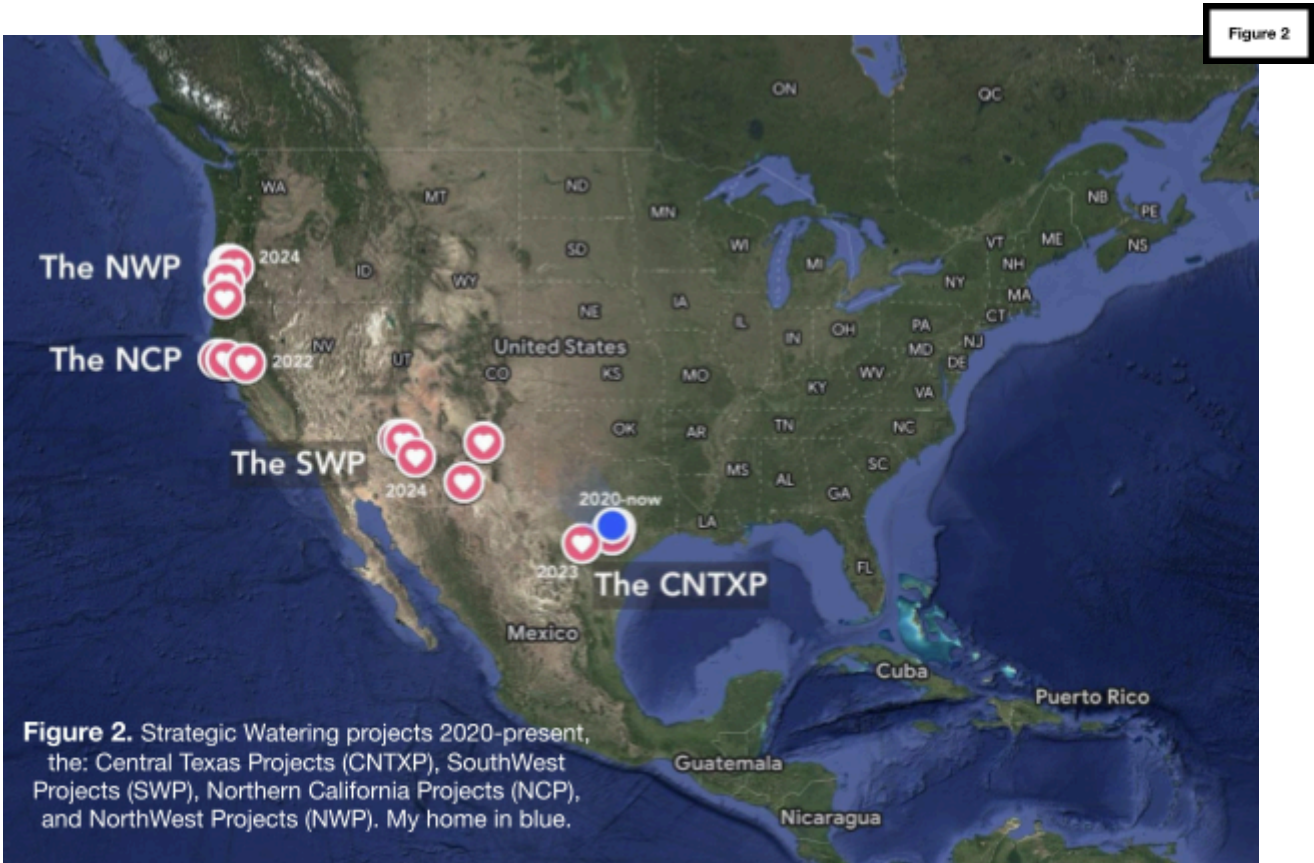 Figure 2
ON
QC
WA
MT
ND
MN
NB
PE
The NWP
2024
ID
SD
WI
VT
ME
NS
MI
NH
WY
NY
MA
NE
IA
CT
The NCP
2022
NV
UT
United States
IL
IN
OH
PA
NJ
MD
DE
CO
KS
MO
KY
WV
VA
The SWP
2024
OK
AR
TN
NC
MS
AL
SC
GA
2020-now
LA
2023
The CNTXP
FL
Mexico
Cuba
Puerto Rico
Guatemala
Nicaragua
Figure 2. Strategic Watering projects 2020-present,
the: Central Texas Projects (CNTXP), SouthWest
Projects (SWP), Northern California Projects (NCP),
and NorthWest Projects (NWP). My home in blue.